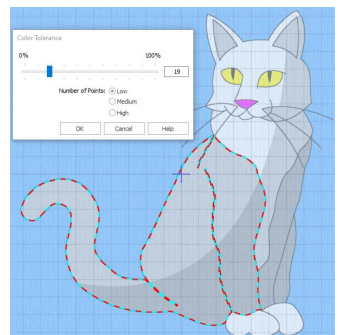 Color Tolerance
0% 100%
19
Number of Points: Low
Medium
High
OK Cancel Help